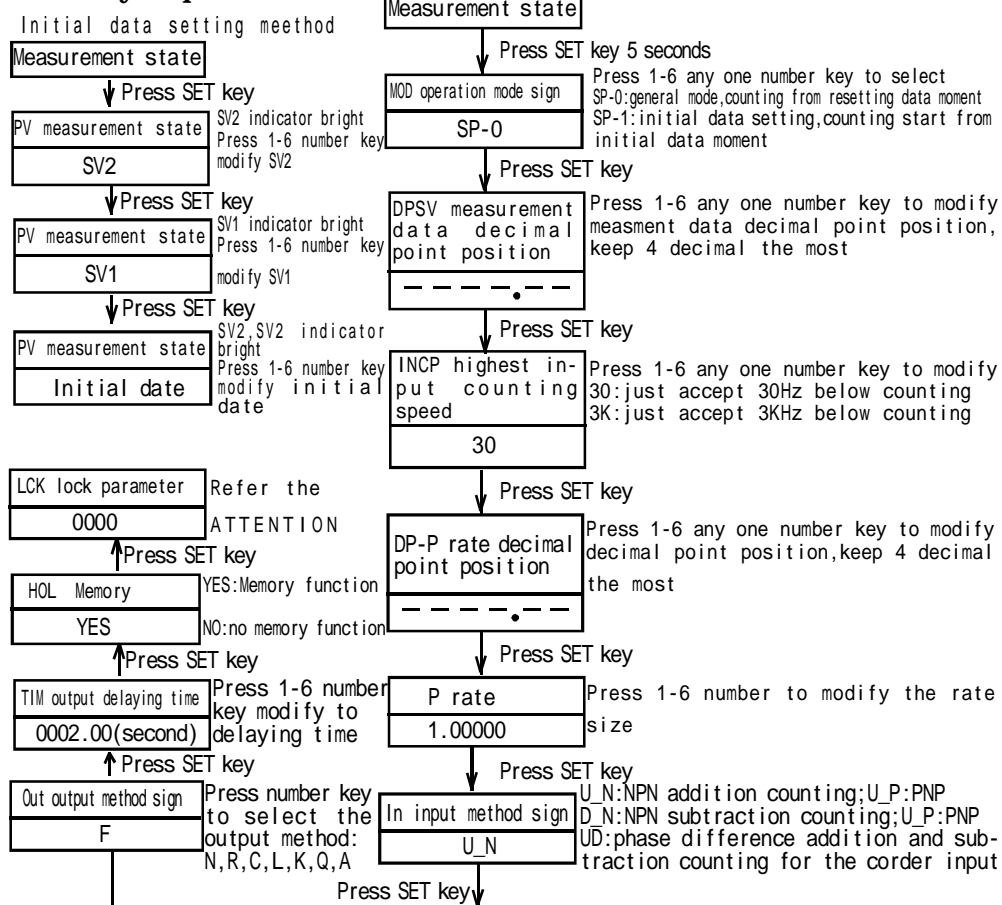 Initial data setting meethod
Measurement state
Press SET key
PV measurement state
SV2
SV2 indicator bright
Press 1-6 number key
modify SV2
Press SET key
PV measurement state
SV1
SV1 indicator bright
Press 1-6 number key
modify SV1
Press SET key
PV measurement state
Initial date
SV2,SV2 indicator
bright
Press 1-6 number key
modify initial
date
Measurement state
Press SET key 5 seconds
MOD operation mode sign
SP-0
Press 1-6 any one number key to select
SP-0:general mode,counting from resetting data moment
SP-1:initial data setting,counting start from
initial data moment
Press SET key
DPSV measurement
data decimal
point position
Press 1-6 any one number key to modify
measment data decimal point position,
keep 4 decimal the most
Press SET key
INCP highest in-
put counting
speed
30
Press 1-6 any one number key to modify
30:just accept 30Hz below counting
3K:just accept 3KHz below counting
Press SET key
DP-P rate decimal
point position
Press 1-6 any one number key to modify
decimal point position,keep 4 decimal
the most
Press SET key
P rate
1.00000
Press 1-6 number to modify the rate
size
Press SET key
In input method sign
U_N
U_N:NPN addition counting;U_P:PNP
D_N:NPN subtraction counting;U_P:PNP
UD:phase difference addition and sub-
traction counting for the corder input
Press SET key
LCK lock parameter
0000
Refer the
ATTENTION
Press SET key
HOL Memory
YES
YES:Memory function
NO:no memory function
Press SET key
TIM output delaying time
0002.00(second)
Press 1-6 number
key modify to
delaying time
Press SET key
Out output method sign
F
Press number key
to select the
output method:
N,R,C,L,K,Q,A